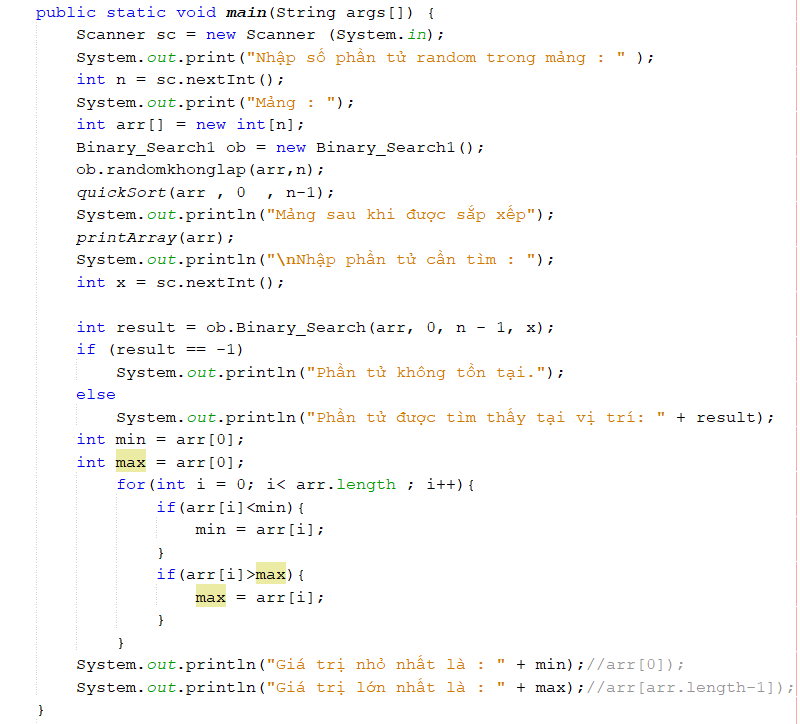 public static void main(String args[]) {
Scanner sc = new Scanner (System.in);
System.out.print("Nhập số phần tử random trong mảng : " );
int n = sc.nextInt();
System.out.print("Mảng : ");
int arr[] = new int[n];
Binary_Search1 ob = new Binary_Search1();
ob.randomkhonglap(arr,n);
quickSort(arr , 0  , n-1);
System.out.println("Mảng sau khi được sắp xếp");
printArray(arr);
System.out.println("\nNhập phần tử cần tìm : ");
int x = sc.nextInt();
int result = ob.Binary_Search(arr, 0, n - 1, x);
if (result == -1)
System.out.println("Phần tử không tồn tại.");
else
System.out.println("Phần tử được tìm thấy tại vị trí: " + result);
int min = arr[0];
int max = arr[0];
for(int i = 0; i< arr.length ; i++){
if(arr[i]<min){
min = arr[i];
}
if(arr[i]>max){
max = arr[i];
}
}
System.out.println("Giá trị nhỏ nhất là : " + min);//arr[0]);
System.out.println("Giá trị lớn nhất là : " + max);//arr[arr.length-1]);
}